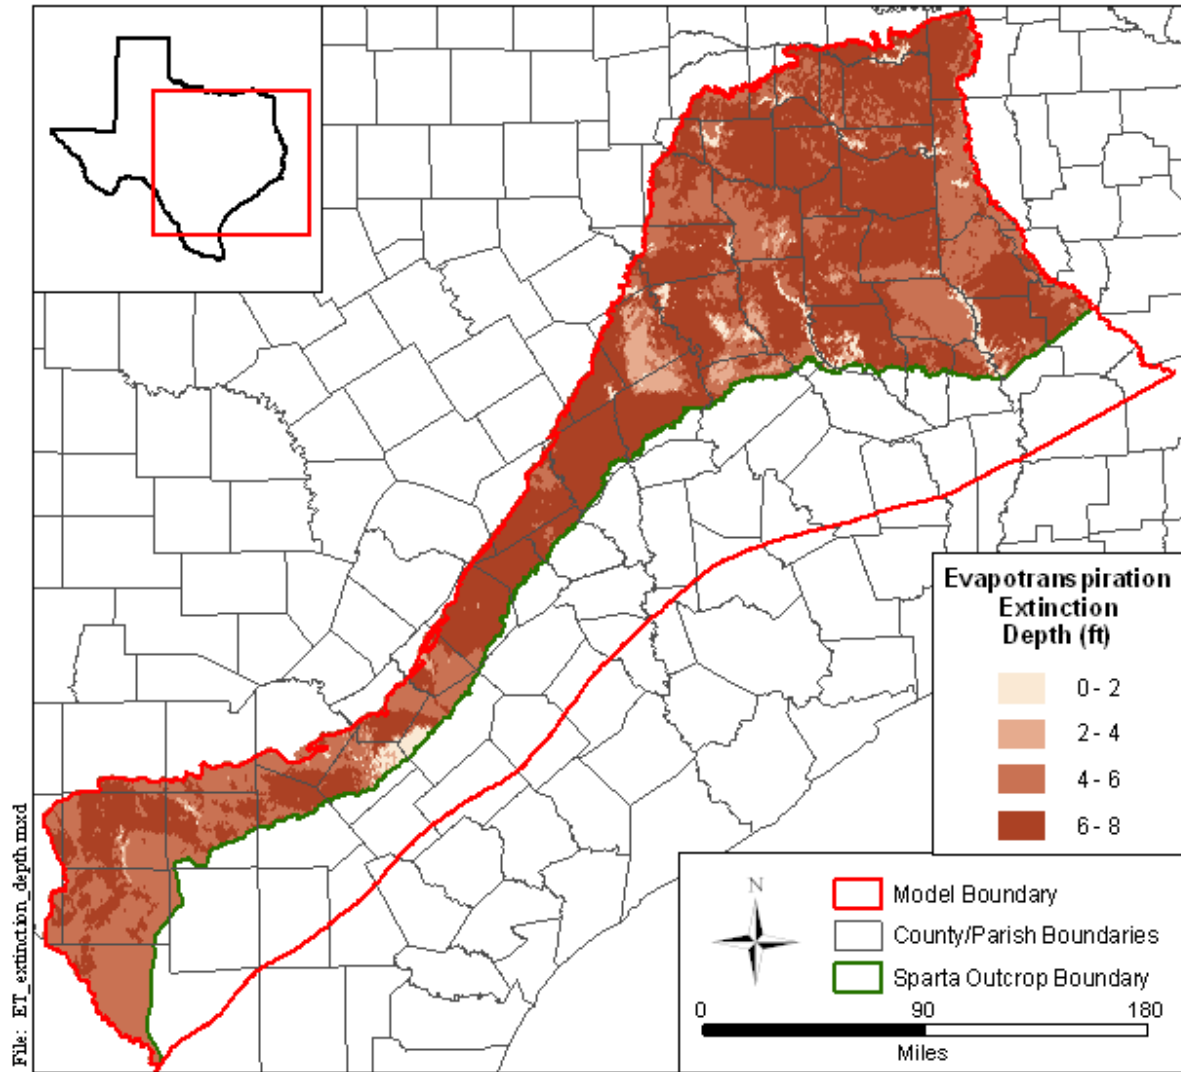 Evapotranspiration
Extinction
Depth (ft)
0 - 2
2 - 4
4 - 6
6 - 8
N
Model Boundary
County/Parish Boundaries
Sparta Outcrop Boundary
0 90 180
Miles
File: ET_extinction_depth.mxd